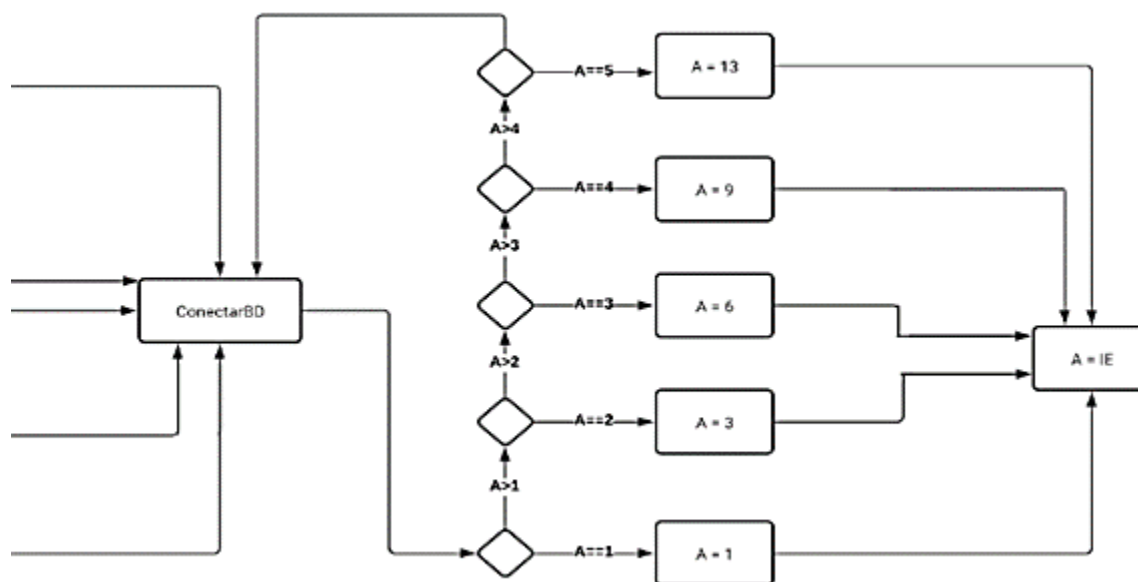 A==5
A = 13
A>4
A==4
A = 9
A>3
ConectarBD
A==3
A = 6
A>2
A = IE
A==2
A = 3
A>1
A==1
A = 1